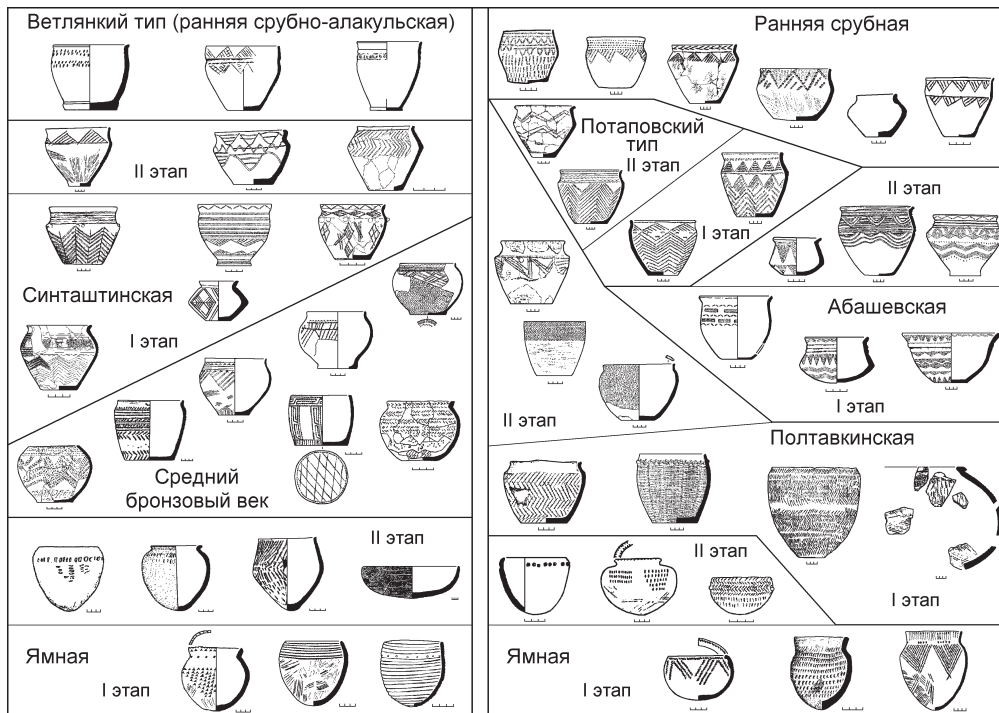 Ветлянкий тип (ранняя срубно-алакульская)
II этап
Синташтинская
I этап
Средний
бронзовый век
II этап
Ямная
I этап
Ранняя срубная
Потаповский
тип
II этап
I этап
II этап
Абашевская
I этап
II этап
Полтавкинская
I этап
II этап
Ямная
I этап